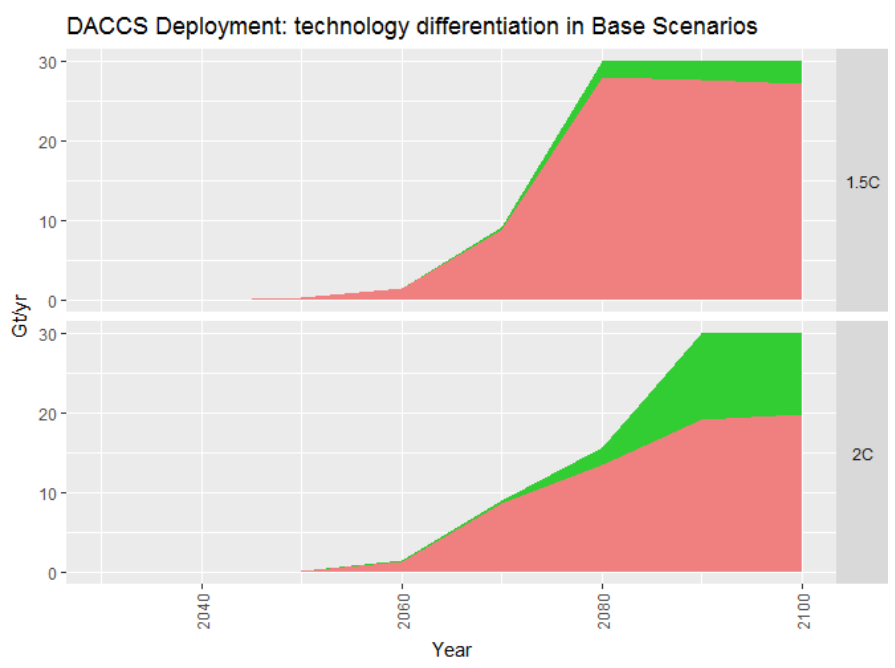 DACCS Deployment: technology differentiation in Base Scenarios
30
20
10
0
1.5C
Gt/yr
30
20
10
0
2C
2040
2060
2080
2100
Year